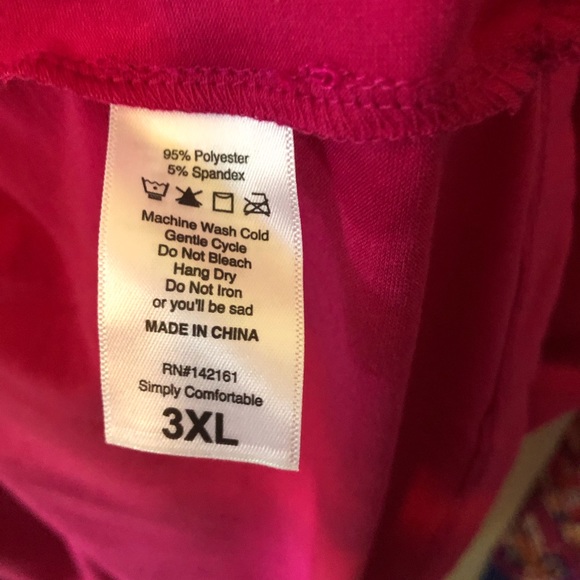 95% Polyester
5% Spandex
Machine Wash Cold
Gentle Cycle
Do Not Bleach
Hang Dry
Do Not Iron
or you'll be sad
MADE IN CHINA
RN#142161
Simply Comfortable
3XL